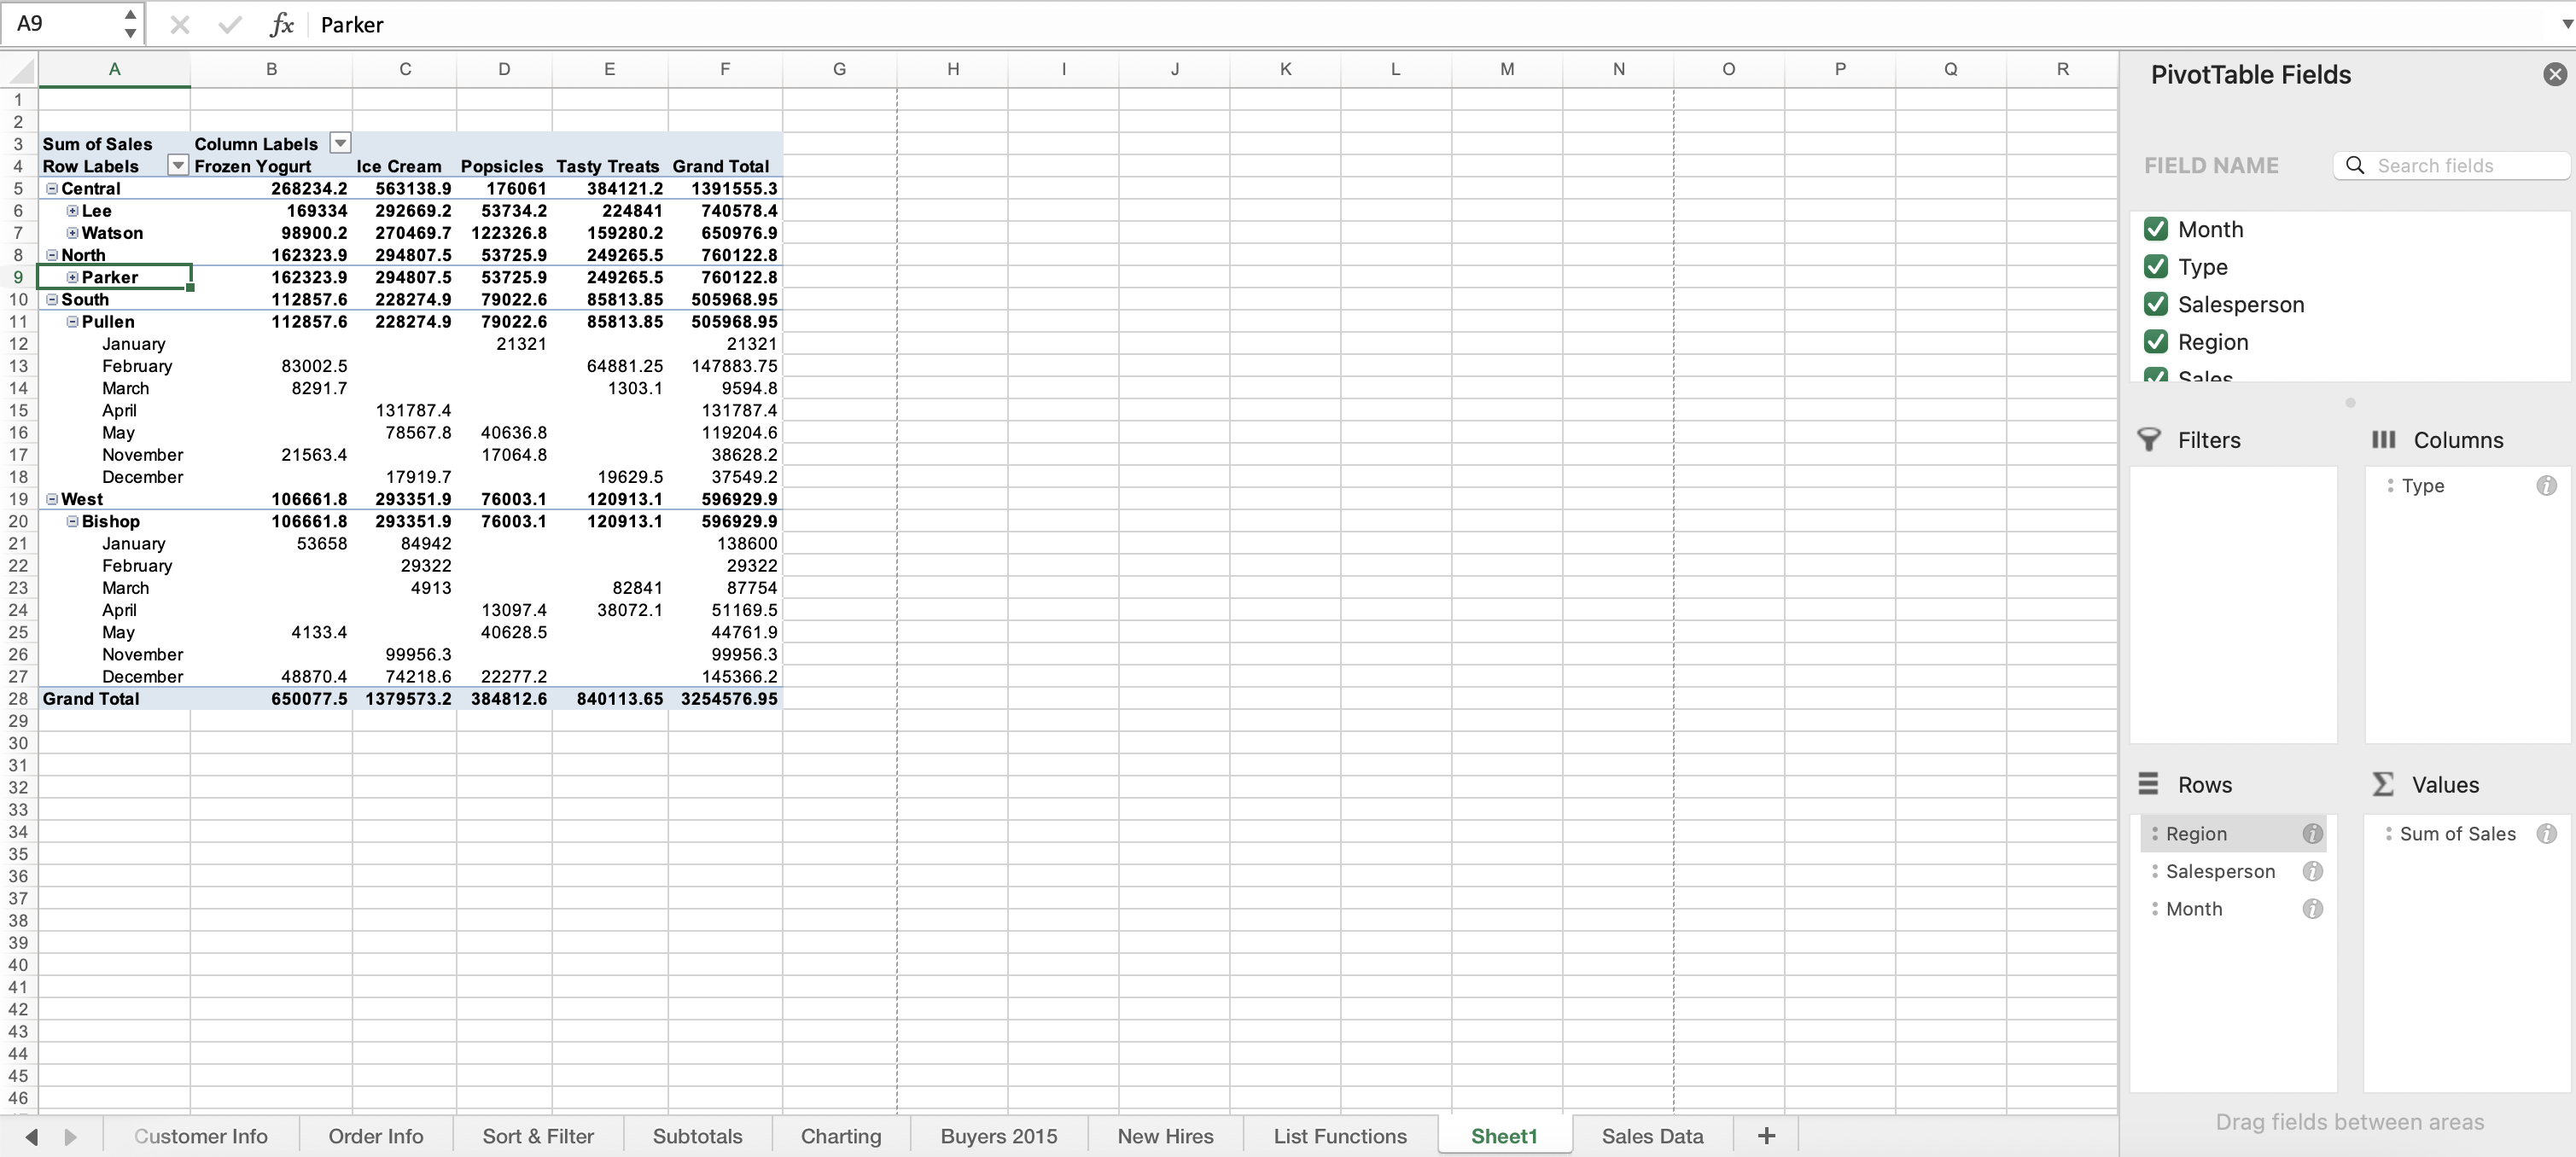 A9 fx Parker
A B C D E F G H I J K L M N O P Q R
PivotTable Fields
1
2
3 Sum of Sales Column Labels
4 Row Labels Frozen Yogurt Ice Cream Popsicles Tasty Treats Grand Total
5 Central 268234.2 563138.9 176061 384121.2 1391555.3
6 Lee 169334 292669.2 53734.2 224841 740578.4
7 Watson 98900.2 270469.7 122326.8 159280.2 650976.9
8 North 162323.9 294807.5 53725.9 249265.5 760122.8
9 Parker 162323.9 294807.5 53725.9 249265.5 760122.8
10 South 112857.6 228274.9 79022.6 85813.85 505968.95
11 Pullen 112857.6 228274.9 79022.6 85813.85 505968.95
12 January 21321 21321
13 February 83002.5 64881.25 147883.75
14 March 8291.7 1303.1 9594.8
15 April 131787.4 131787.4
16 May 78567.8 40636.8 119204.6
17 November 21563.4 17064.8 38628.2
18 December 17919.7 19629.5 37549.2
19 West 106661.8 293351.9 76003.1 120913.1 596929.9
20 Bishop 106661.8 293351.9 76003.1 120913.1 596929.9
21 January 53658 84942 138600
22 February 29322 29322
23 March 4913 82841 87754
24 April 13097.4 38072.1 51169.5
25 May 4133.4 40628.5 44761.9
26 November 99956.3 99956.3
27 December 48870.4 74218.6 22277.2 145366.2
28 Grand Total 650077.5 1379573.2 384812.6 840113.65 3254576.95
29
30
31
32
33
34
35
36
37
38
39
40
41
42
43
44
45
46
FIELD NAME Search fields
Month
Type
Salesperson
Region
Sales
Filters Columns
Type
Rows Values
Region Sum of Sales
Salesperson
Month
Drag fields between areas
Customer Info Order Info Sort & Filter Subtotals Charting Buyers 2015 New Hires List Functions Sheet1 Sales Data +